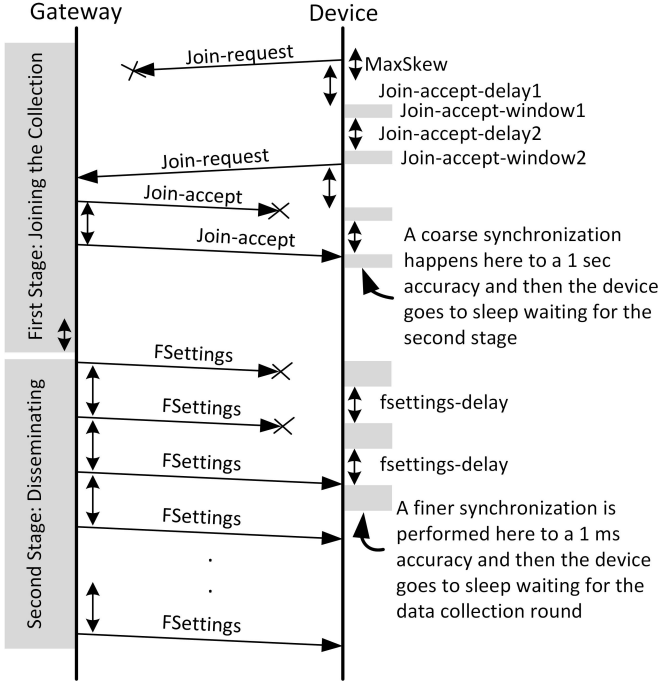 Gateway
Device
First Stage: Joining the Collection
Join-request
MaxSkew
Join-accept-delay1
Join-accept-window1
Join-accept-delay2
Join-accept-window2
Join-request
Join-accept
Join-accept
A coarse synchronization
happens here to a 1 sec
accuracy and then the device
goes to sleep waiting for the
second stage
Second Stage: Disseminating
FSettings
fsettings-delay
FSettings
fsettings-delay
FSettings
FSettings
A finer synchronization is
performed here to a 1 ms
accuracy and then the device
goes to sleep waiting for the
data collection round
.
.
FSettings